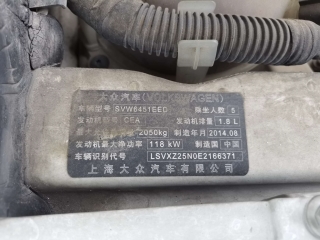 大众汽车(VOLKSWAGEN)
车辆型号 SVW6451EED 乘坐人数 5
发动机型号 CEA 发动机排量 1.8 L
最大 2050kg 制造年月 2014.08
发动机最大净功率 118 kW 制造国 中国
车辆识别代号 LSVXZ25N0E2166371
上海大众汽车有限公司